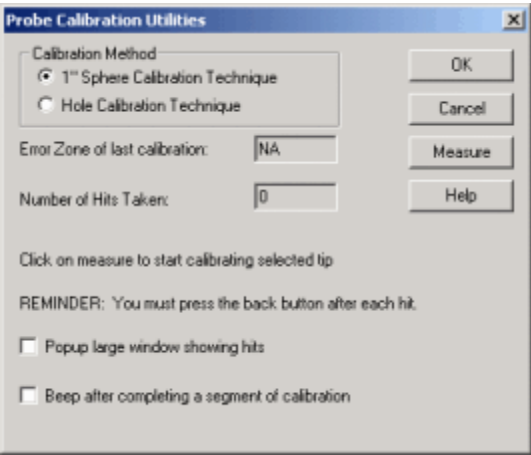 Probe Calibration Utilities
Calibration Method
1" Sphere Calibration Technique
Hole Calibration Technique
OK
Cancel
Error Zone of last calibration: NA
Measure
Number of Hits Taken: 0
Help
Click on measure to start calibrating selected tip
REMINDER: You must press the back button after each hit.
Popup large window showing hits
Beep after completing a segment of calibration